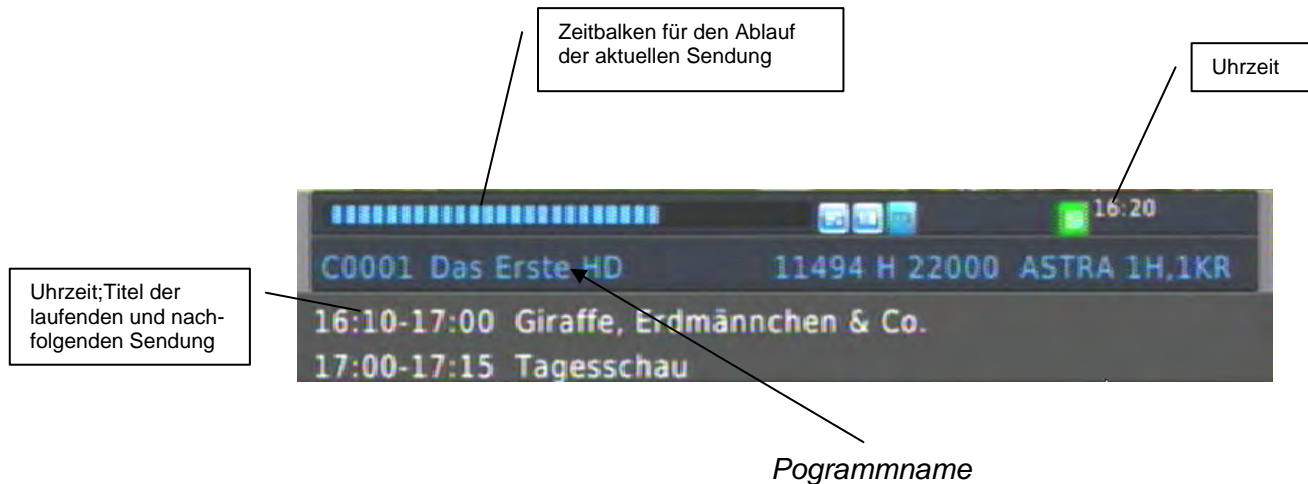 Zeitbalken für den Ablauf
der aktuellen Sendung
Uhrzeit
16:20
C0001 Das Erste HD 11494 H 22000 ASTRA 1H,1KR
Uhrzeit;Titel der
laufenden und nach-
folgenden Sendung
16:10-17:00 Giraffe, Erdmännchen & Co.
17:00-17:15 Tagesschau
Pogrammname